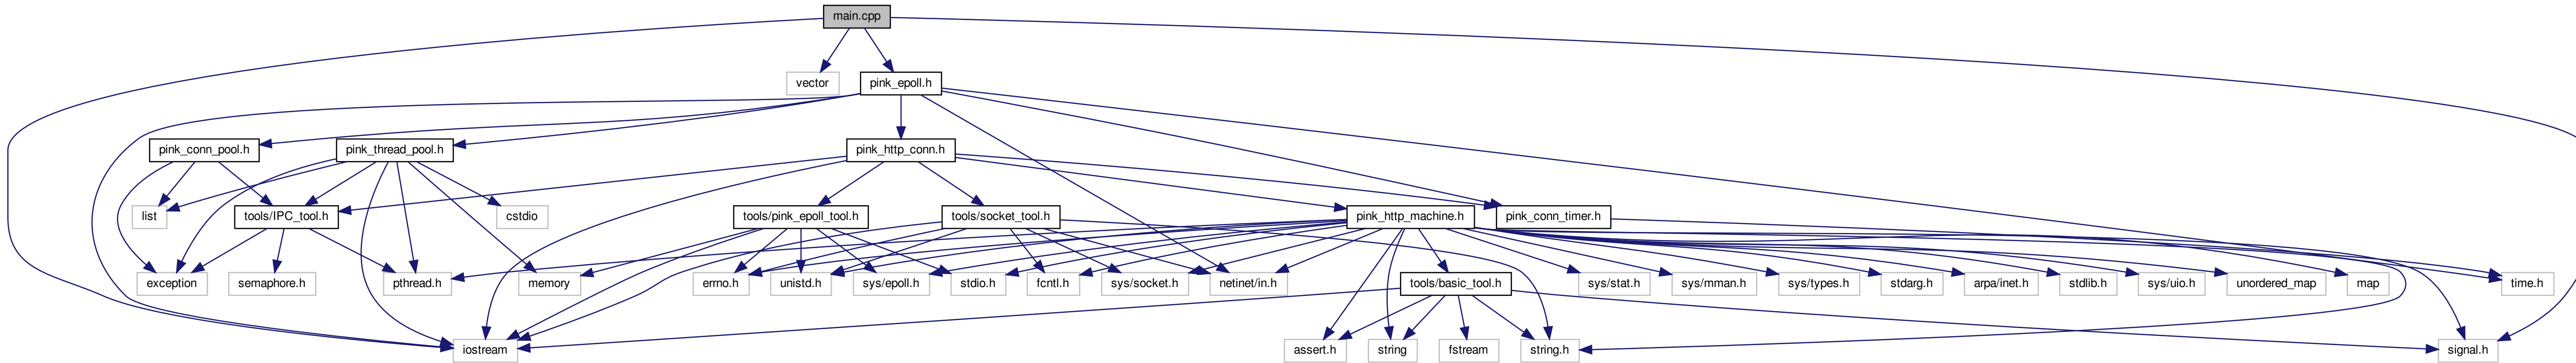 main.cpp
vector
pink_epoll.h
pink_conn_pool.h
pink_thread_pool.h
pink_http_conn.h
list
tools/IPC_tool.h
cstdio
tools/pink_epoll_tool.h
tools/socket_tool.h
pink_http_machine.h
pink_conn_timer.h
exception
semaphore.h
pthread.h
memory
errno.h
unistd.h
sys/epoll.h
stdio.h
fcntl.h
sys/socket.h
netinet/in.h
tools/basic_tool.h
sys/stat.h
sys/mman.h
sys/types.h
stdarg.h
arpa/inet.h
stdlib.h
sys/uio.h
unordered_map
map
time.h
iostream
assert.h
string
fstream
string.h
signal.h